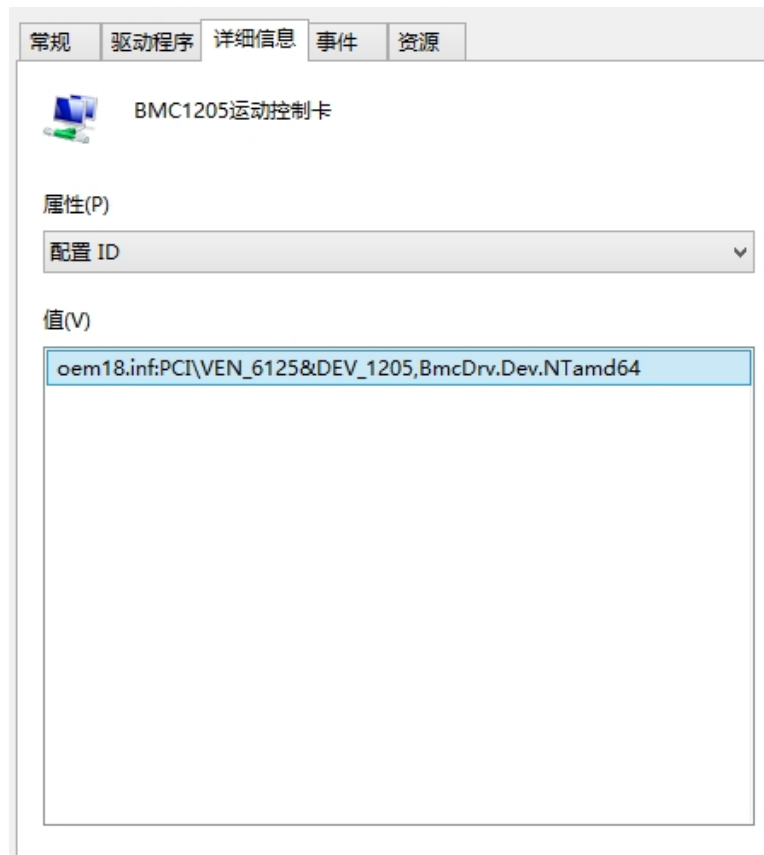 常规 驱动程序 详细信息 事件 资源
BMC1205运动控制卡
属性(P)
配置 ID
值(V)
oem18.inf:PCI\VEN_6125&DEV_1205,BmcDrv.Dev.NTamd64